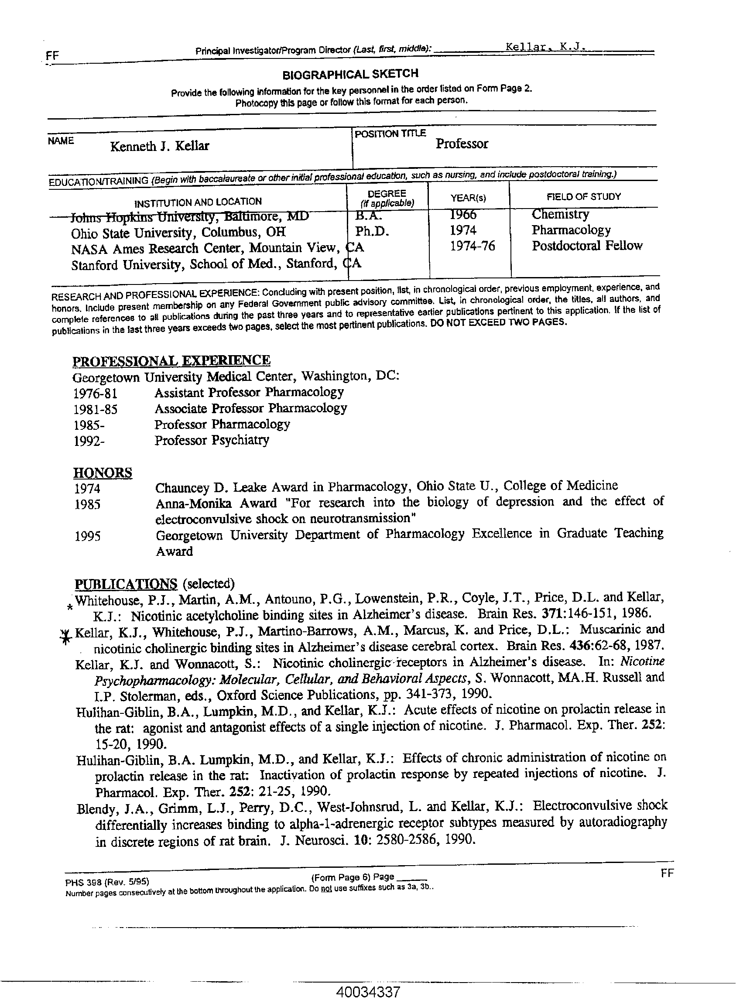 FF
Principal Investigator/Program Director (Last, first, middle): Kellar, K.J.
BIOGRAPHICAL SKETCH
Provide the following information for the key personnel in the order listed on Form Page 2.
Photocopy this page or follow this format for each person.
NAME
Kenneth J. Kellar
POSITION TITLE
Professor
EDUCATION/TRAINING (Begin with baccalaureate or other initial professional education, such as nursing, and include postdoctoral training.)
INSTITUTION AND LOCATION DEGREE (if applicable) YEAR(s) FIELD OF STUDY
Johns Hopkins University, Baltimore, MD B.A. 1966 Chemistry
Ohio State University, Columbus, OH Ph.D. 1974 Pharmacology
NASA Ames Research Center, Mountain View, CA 1974-76 Postdoctoral Fellow
Stanford University, School of Med., Stanford, CA
RESEARCH AND PROFESSIONAL EXPERIENCE: Concluding with present position, list, in chronological order, previous employment, experience, and
honors. Include present membership on any Federal Government public advisory committee. List, in chronological order, the titles, all authors, and
complete references to all publications during the past three years and to representative earlier publications pertinent to this application. If the list of
publications in the last three years exceeds two pages, select the most pertinent publications. DO NOT EXCEED TWO PAGES.
PROFESSIONAL EXPERIENCE
Georgetown University Medical Center, Washington, DC:
1976-81 Assistant Professor Pharmacology
1981-85 Associate Professor Pharmacology
1985- Professor Pharmacology
1992- Professor Psychiatry
HONORS
1974 Chauncey D. Leake Award in Pharmacology, Ohio State U., College of Medicine
1985 Anna-Monika Award "For research into the biology of depression and the effect of
electroconvulsive shock on neurotransmission"
1995 Georgetown University Department of Pharmacology Excellence in Graduate Teaching
Award
PUBLICATIONS (selected)
* Whitehouse, P.J., Martin, A.M., Antouno, P.G., Lowenstein, P.R., Coyle, J.T., Price, D.L. and Kellar,
K.J.: Nicotinic acetylcholine binding sites in Alzheimer's disease. Brain Res. 371:146-151, 1986.
* Kellar, K.J., Whitehouse, P.J., Martino-Barrows, A.M., Marcus, K. and Price, D.L.: Muscarinic and
nicotinic cholinergic binding sites in Alzheimer's disease cerebral cortex. Brain Res. 436:62-68, 1987.
Kellar, K.J. and Wonnacott, S.: Nicotinic cholinergic receptors in Alzheimer's disease. In: Nicotine
Psychopharmacology: Molecular, Cellular, and Behavioral Aspects, S. Wonnacott, MA.H. Russell and
I.P. Stolerman, eds., Oxford Science Publications, pp. 341-373, 1990.
Hulihan-Giblin, B.A., Lumpkin, M.D., and Kellar, K.J.: Acute effects of nicotine on prolactin release in
the rat: agonist and antagonist effects of a single injection of nicotine. J. Pharmacol. Exp. Ther. 252:
15-20, 1990.
Hulihan-Giblin, B.A. Lumpkin, M.D., and Kellar, K.J.: Effects of chronic administration of nicotine on
prolactin release in the rat: Inactivation of prolactin response by repeated injections of nicotine. J.
Pharmacol. Exp. Ther. 252: 21-25, 1990.
Blendy, J.A., Grimm, L.J., Perry, D.C., West-Johnsrud, L. and Kellar, K.J.: Electroconvulsive shock
differentially increases binding to alpha-1-adrenergic receptor subtypes measured by autoradiography
in discrete regions of rat brain. J. Neurosci. 10: 2580-2586, 1990.
PHS 398 (Rev. 5/95) (Form Page 6) Page FF
Number pages consecutively at the bottom throughout the application. Do not use suffixes such as 3a, 3b..
40034337